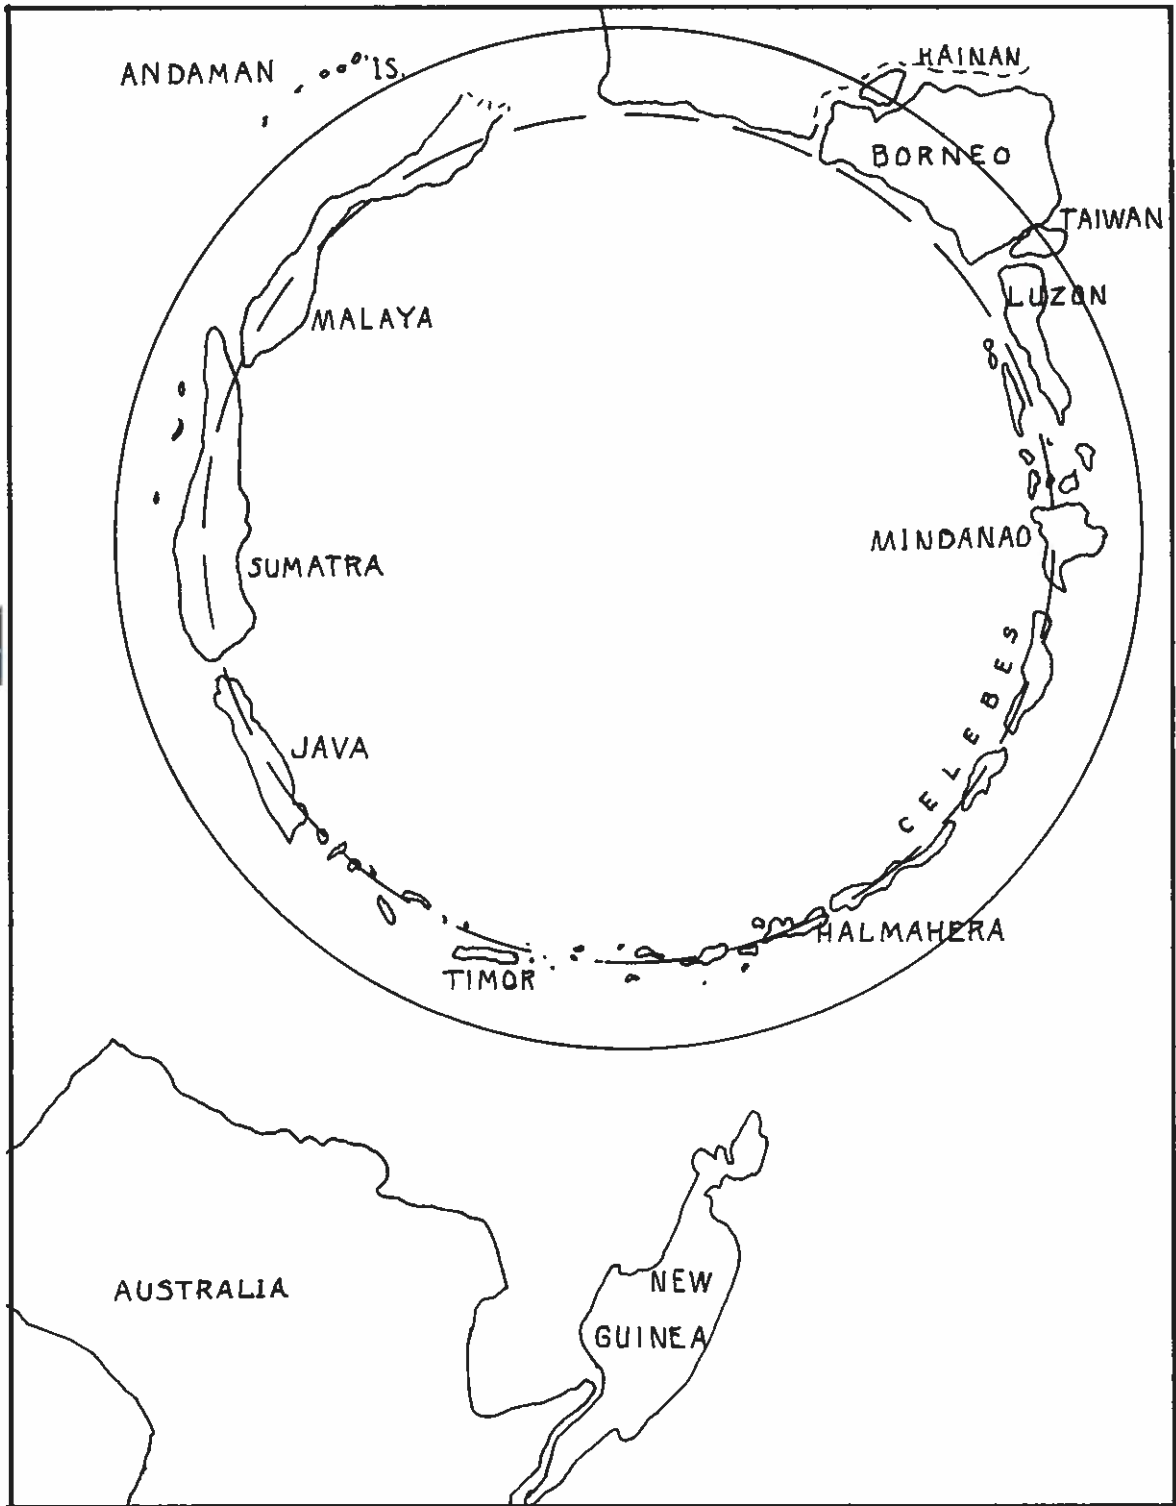 HAINAN
ANDAMAN IS.
BORNEO
TAIWAN
LUZON
MALAYA
MINDANAO
SUMATRA
CELEBES
JAVA
HALMAHERA
TIMOR
AUSTRALIA
NEW
GUINEA